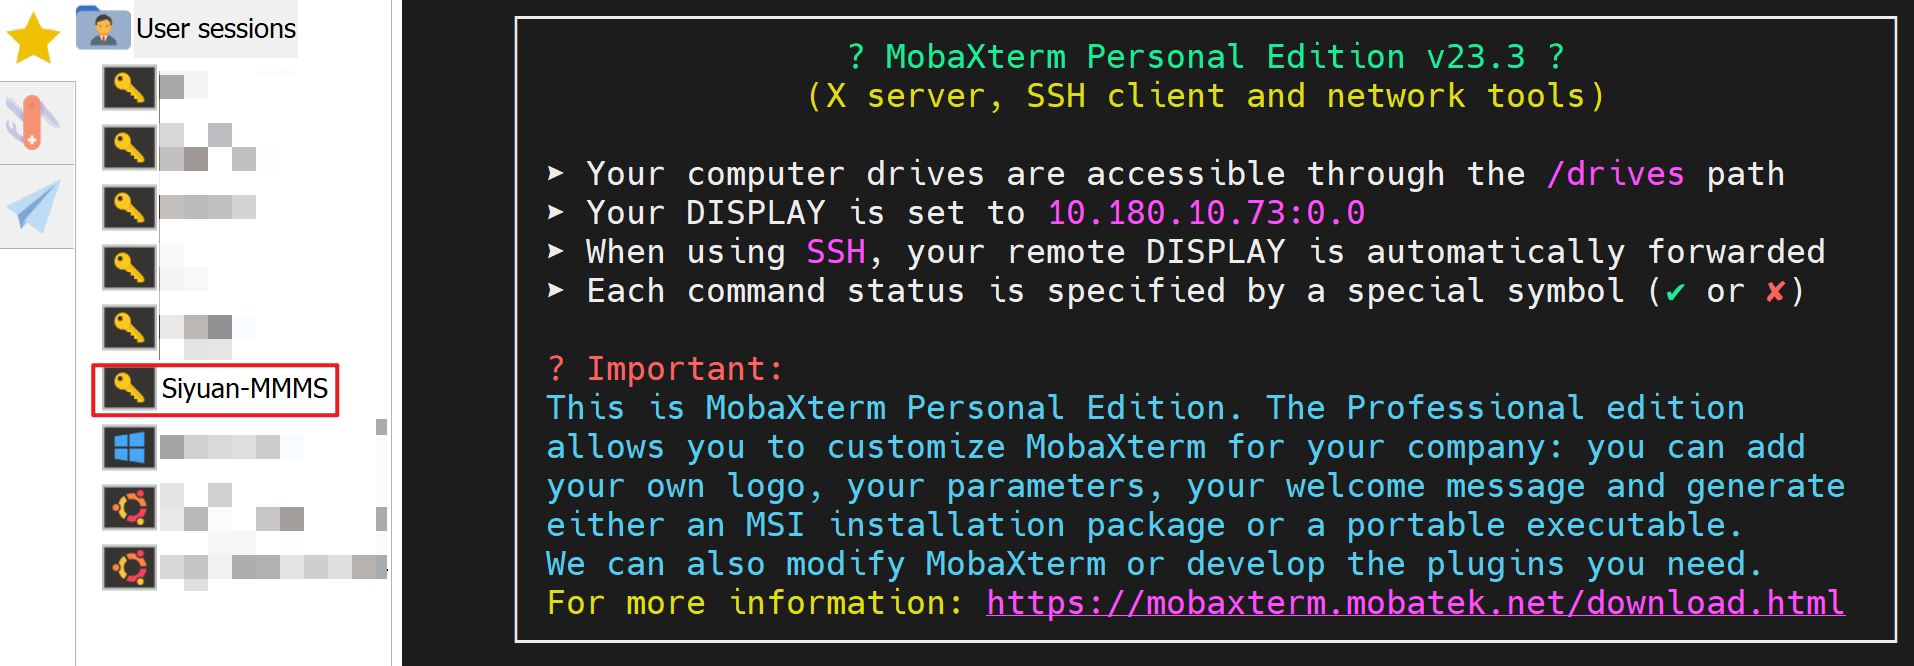 User sessions
Siyuan-MMMS
? MobaXterm Personal Edition v23.3 ?
(X server, SSH client and network tools)
➤ Your computer drives are accessible through the /drives path
➤ Your DISPLAY is set to 10.180.10.73:0.0
➤ When using SSH, your remote DISPLAY is automatically forwarded
➤ Each command status is specified by a special symbol (✔ or ✘)
? Important:
This is MobaXterm Personal Edition. The Professional edition
allows you to customize MobaXterm for your company: you can add
your own logo, your parameters, your welcome message and generate
either an MSI installation package or a portable executable.
We can also modify MobaXterm or develop the plugins you need.
For more information: https://mobaxterm.mobatek.net/download.html